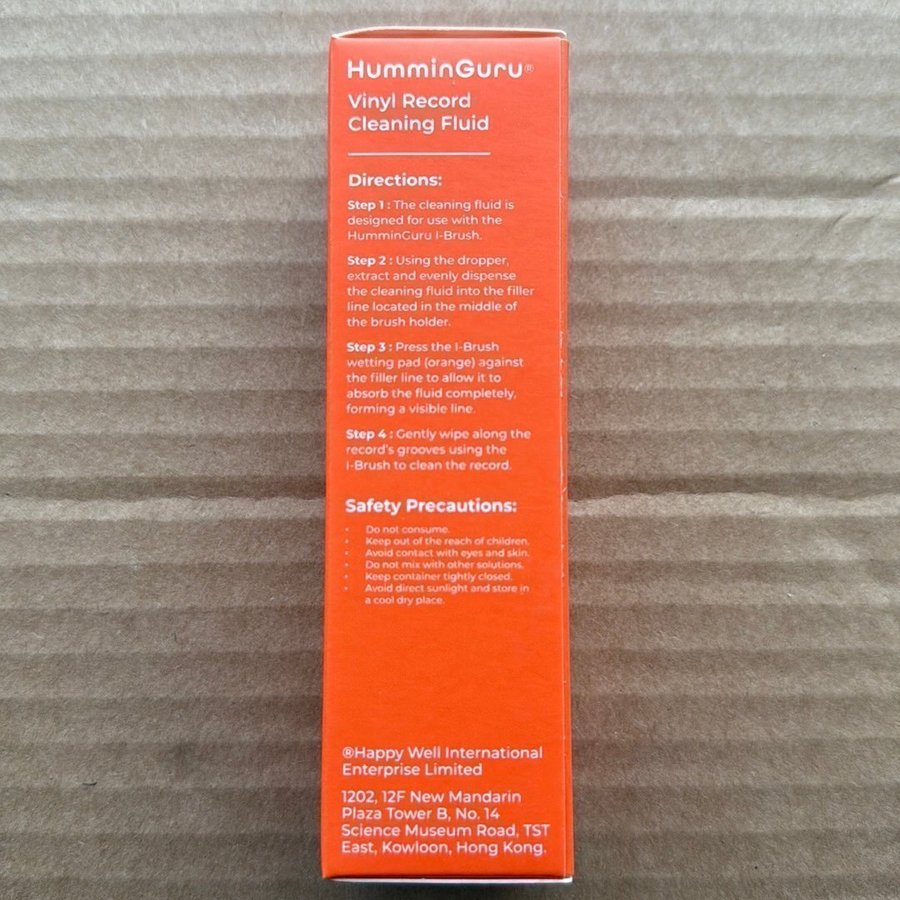 HumminGuru®
Vinyl Record
Cleaning Fluid
Directions:
Step 1 : The cleaning fluid is
designed for use with the
HumminGuru I-Brush.
Step 2 : Using the dropper,
extract and evenly dispense
the cleaning fluid into the filler
line located in the middle of
the brush holder.
Step 3 : Press the I-Brush
wetting pad (orange) against
the filler line to allow it to
absorb the fluid completely,
forming a visible line.
Step 4 : Gently wipe along the
record's grooves using the
I-Brush to clean the record.
Safety Precautions:
• Do not consume.
• Keep out of the reach of children.
• Avoid contact with eyes and skin.
• Do not mix with other solutions.
• Keep container tightly closed.
• Avoid direct sunlight and store in
a cool dry place.
®Happy Well International
Enterprise Limited
1202, 12F New Mandarin
Plaza Tower B, No. 14
Science Museum Road, TST
East, Kowloon, Hong Kong.